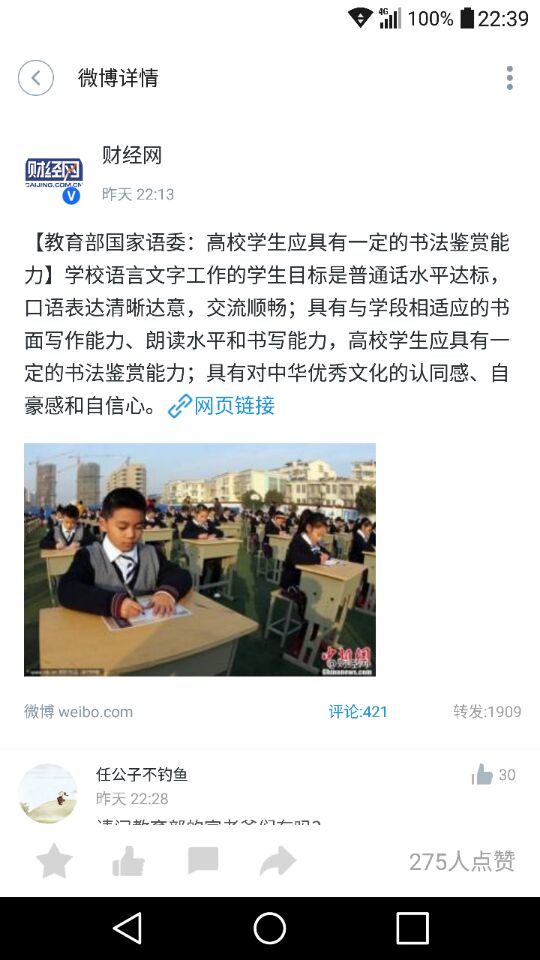 4G 100% 22:39
微博详情
财经网
CAIJING.COM.CN
V
财经网
昨天 22:13
【教育部国家语委：高校学生应具有一定的书法鉴赏能
力】学校语言文字工作的学生目标是普通话水平达标，
口语表达清晰达意，交流顺畅；具有与学段相适应的书
面写作能力、朗读水平和书写能力，高校学生应具有一
定的书法鉴赏能力；具有对中华优秀文化的认同感、自
豪感和自信心。网页链接
中新网
@财经网
Chinanews.com
微博 weibo.com 评论:421 转发:1909
任公子不钓鱼 30
昨天 22:28
275人点赞